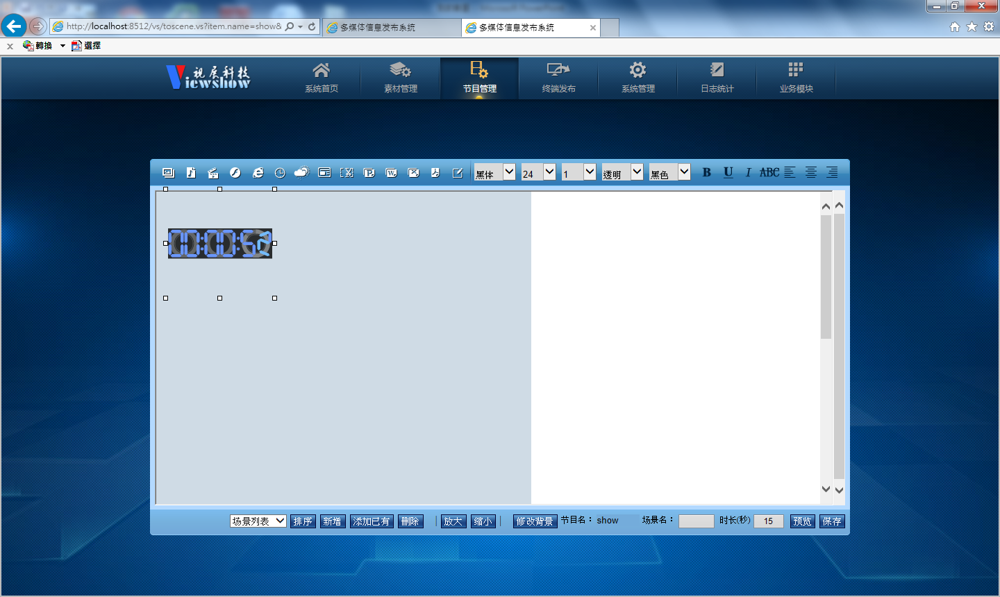 http://localhost:8512/vs/toscene.vs?item.name=show&
多媒体信息发布系统
多媒体信息发布系统
轉換
選擇
视展科技
Viewshow
系统首页
素材管理
节目管理
终端发布
系统管理
日志统计
业务模块
黑体
24
1
透明
黑色
B
U
I
ABC
场景列表
排序
新增
添加已有
删除
放大
缩小
修改背景
节目名： show
场景名：
时长(秒) 15
预览
保存